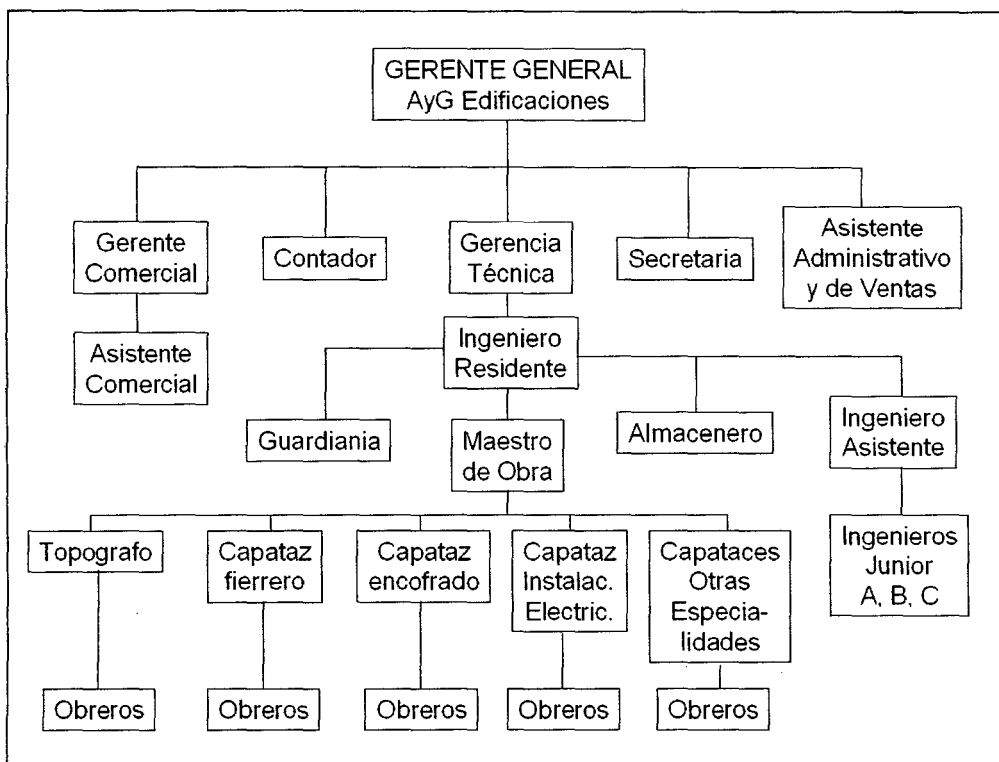 GERENTE GENERAL
AyG Edificaciones
Gerente
Comercial
Contador
Gerencia
Técnica
Secretaria
Asistente
Administrativo
y de Ventas
Asistente
Comercial
Ingeniero
Residente
Guardiania
Maestro
de Obra
Almacenero
Ingeniero
Asistente
Topografo
Capataz
fierrero
Capataz
encofrado
Capataz
Instalac.
Electric.
Capataces
Otras
Especia-
lidades
Ingenieros
Junior
A, B, C
Obreros
Obreros
Obreros
Obreros
Obreros